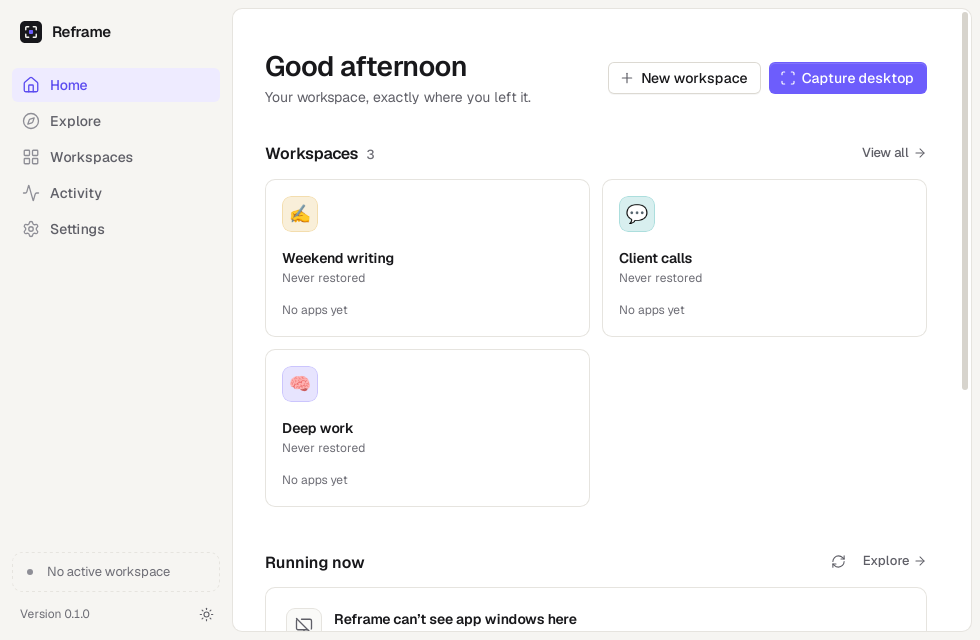 Reframe
Home
Explore
Workspaces
Activity
Settings
No active workspace
Version 0.1.0
Good afternoon
Your workspace, exactly where you left it.
New workspace
Capture desktop
Workspaces 3
View all
Weekend writing
Never restored
No apps yet
Client calls
Never restored
No apps yet
Deep work
Never restored
No apps yet
Running now
Explore
Reframe can’t see app windows here